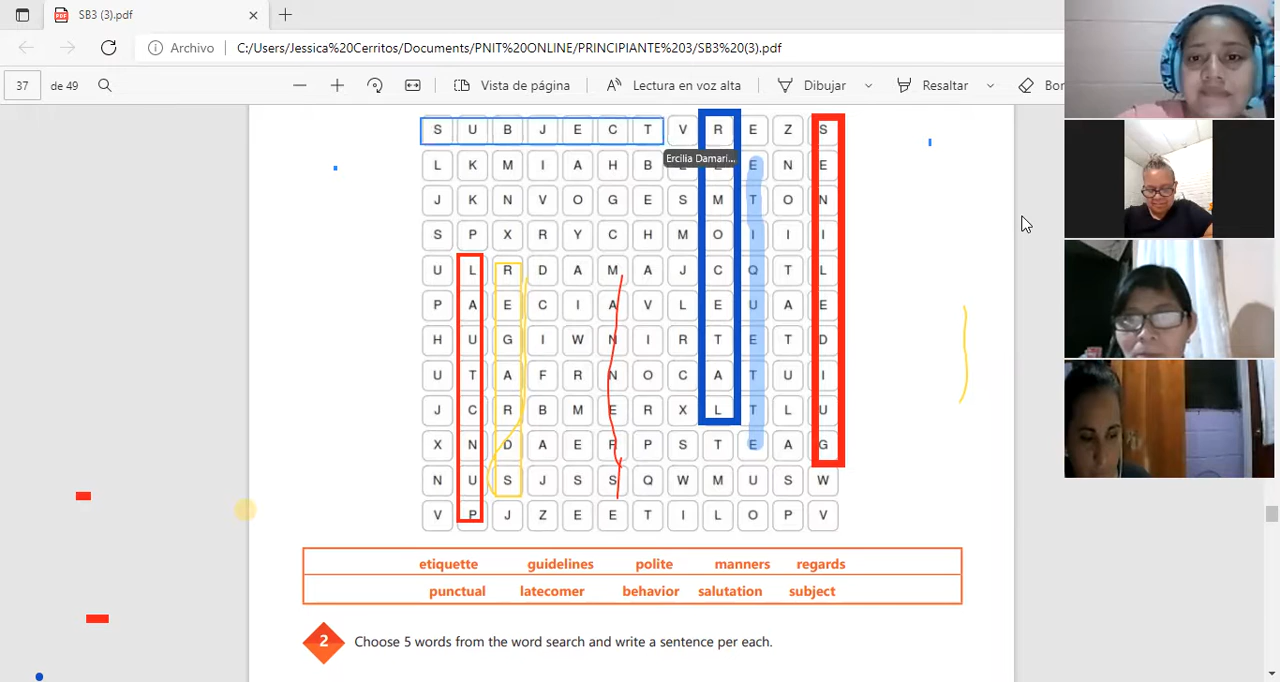 SB3 (3).pdf
Archivo C:/Users/Jessica%20Cerritos/Documents/PNIT%20ONLINE/PRINCIPIANTE%203/SB3%20(3).pdf
37 de 49 Vista de página Lectura en voz alta Dibujar Resaltar Bor
S U B J E C T V R E Z S
Ercilia Damari...
L K M I A H B E E E N E
J K N V O G E S M T O N
S P X R Y C H M O I I I
U L R D A M A J C Q T L
P A E C I A V L E U A E
H U G I W N I R T E T D
U T A F R N O C A T U I
J C R B M E R X L T L U
X N D A E R P S T E A G
N U S J S S Q W M U S W
V P J Z E E T I L O P V
etiquette guidelines polite manners regards
punctual latecomer behavior salutation subject
2 Choose 5 words from the word search and write a sentence per each.